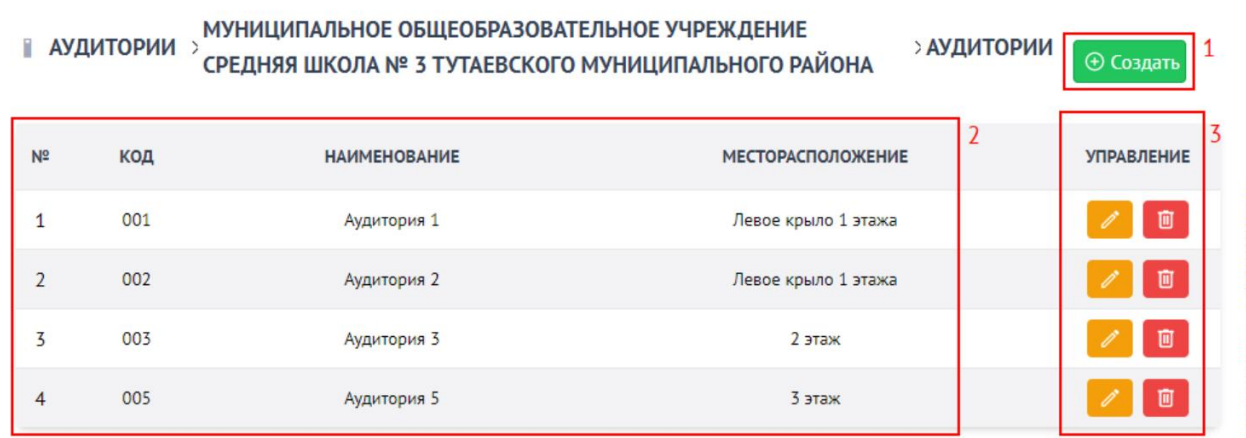 МУНИЦИПАЛЬНОЕ ОБЩЕОБРАЗОВАТЕЛЬНОЕ УЧРЕЖДЕНИЕ
АУДИТОРИИ > СРЕДНЯЯ ШКОЛА № 3 ТУТАЕВСКОГО МУНИЦИПАЛЬНОГО РАЙОНА > АУДИТОРИИ Создать 1
2 3
№ КОД НАИМЕНОВАНИЕ МЕСТОРАСПОЛОЖЕНИЕ УПРАВЛЕНИЕ
1 001 Аудитория 1 Левое крыло 1 этажа
2 002 Аудитория 2 Левое крыло 1 этажа
3 003 Аудитория 3 2 этаж
4 005 Аудитория 5 3 этаж